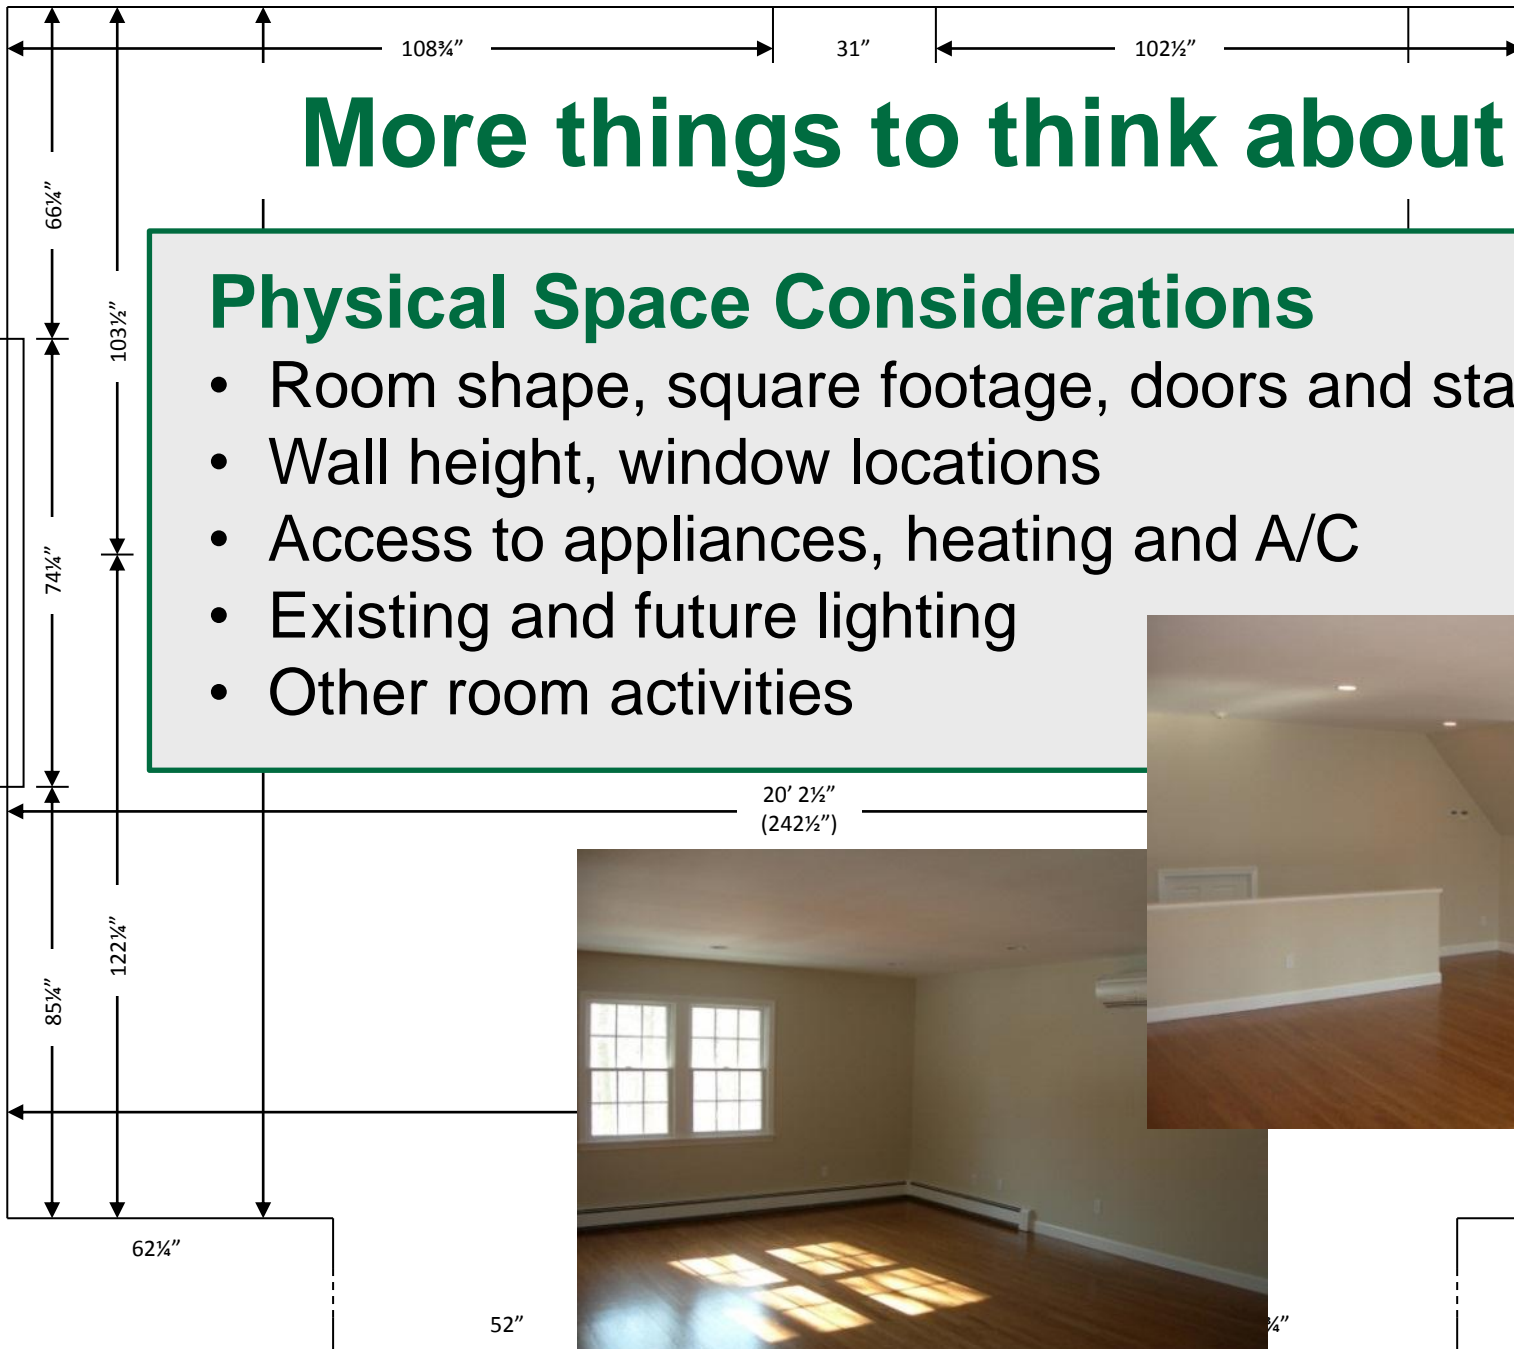 108¾” 31” 102½”
More things to think about
66¼”
103½”
Physical Space Considerations
• Room shape, square footage, doors and
• Wall height, window locations
• Access to appliances, heating and A/C
• Existing and future lighting
• Other room activities
74¼”
20’ 2½”
(242½”)
122¼”
85¼”
62¼”
52”